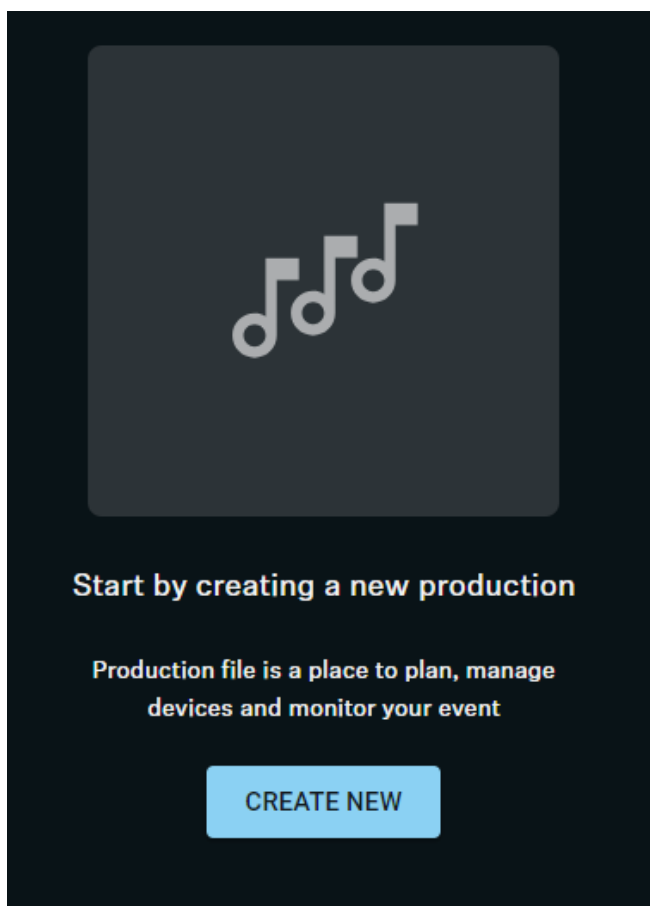 Start by creating a new production
Production file is a place to plan, manage
devices and monitor your event
CREATE NEW